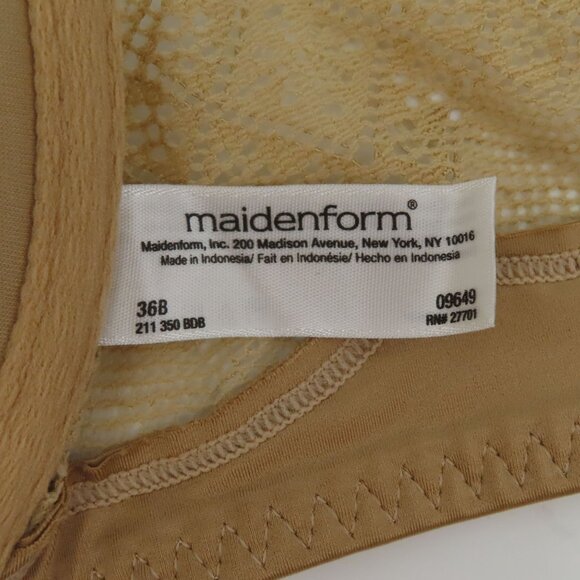 maidenform®
Maidenform, Inc. 200 Madison Avenue, New York, NY 10016
Made in Indonesia/ Fait en Indonésie/ Hecho en Indonesia
36B
211 350 BDB
09649
RN# 27701